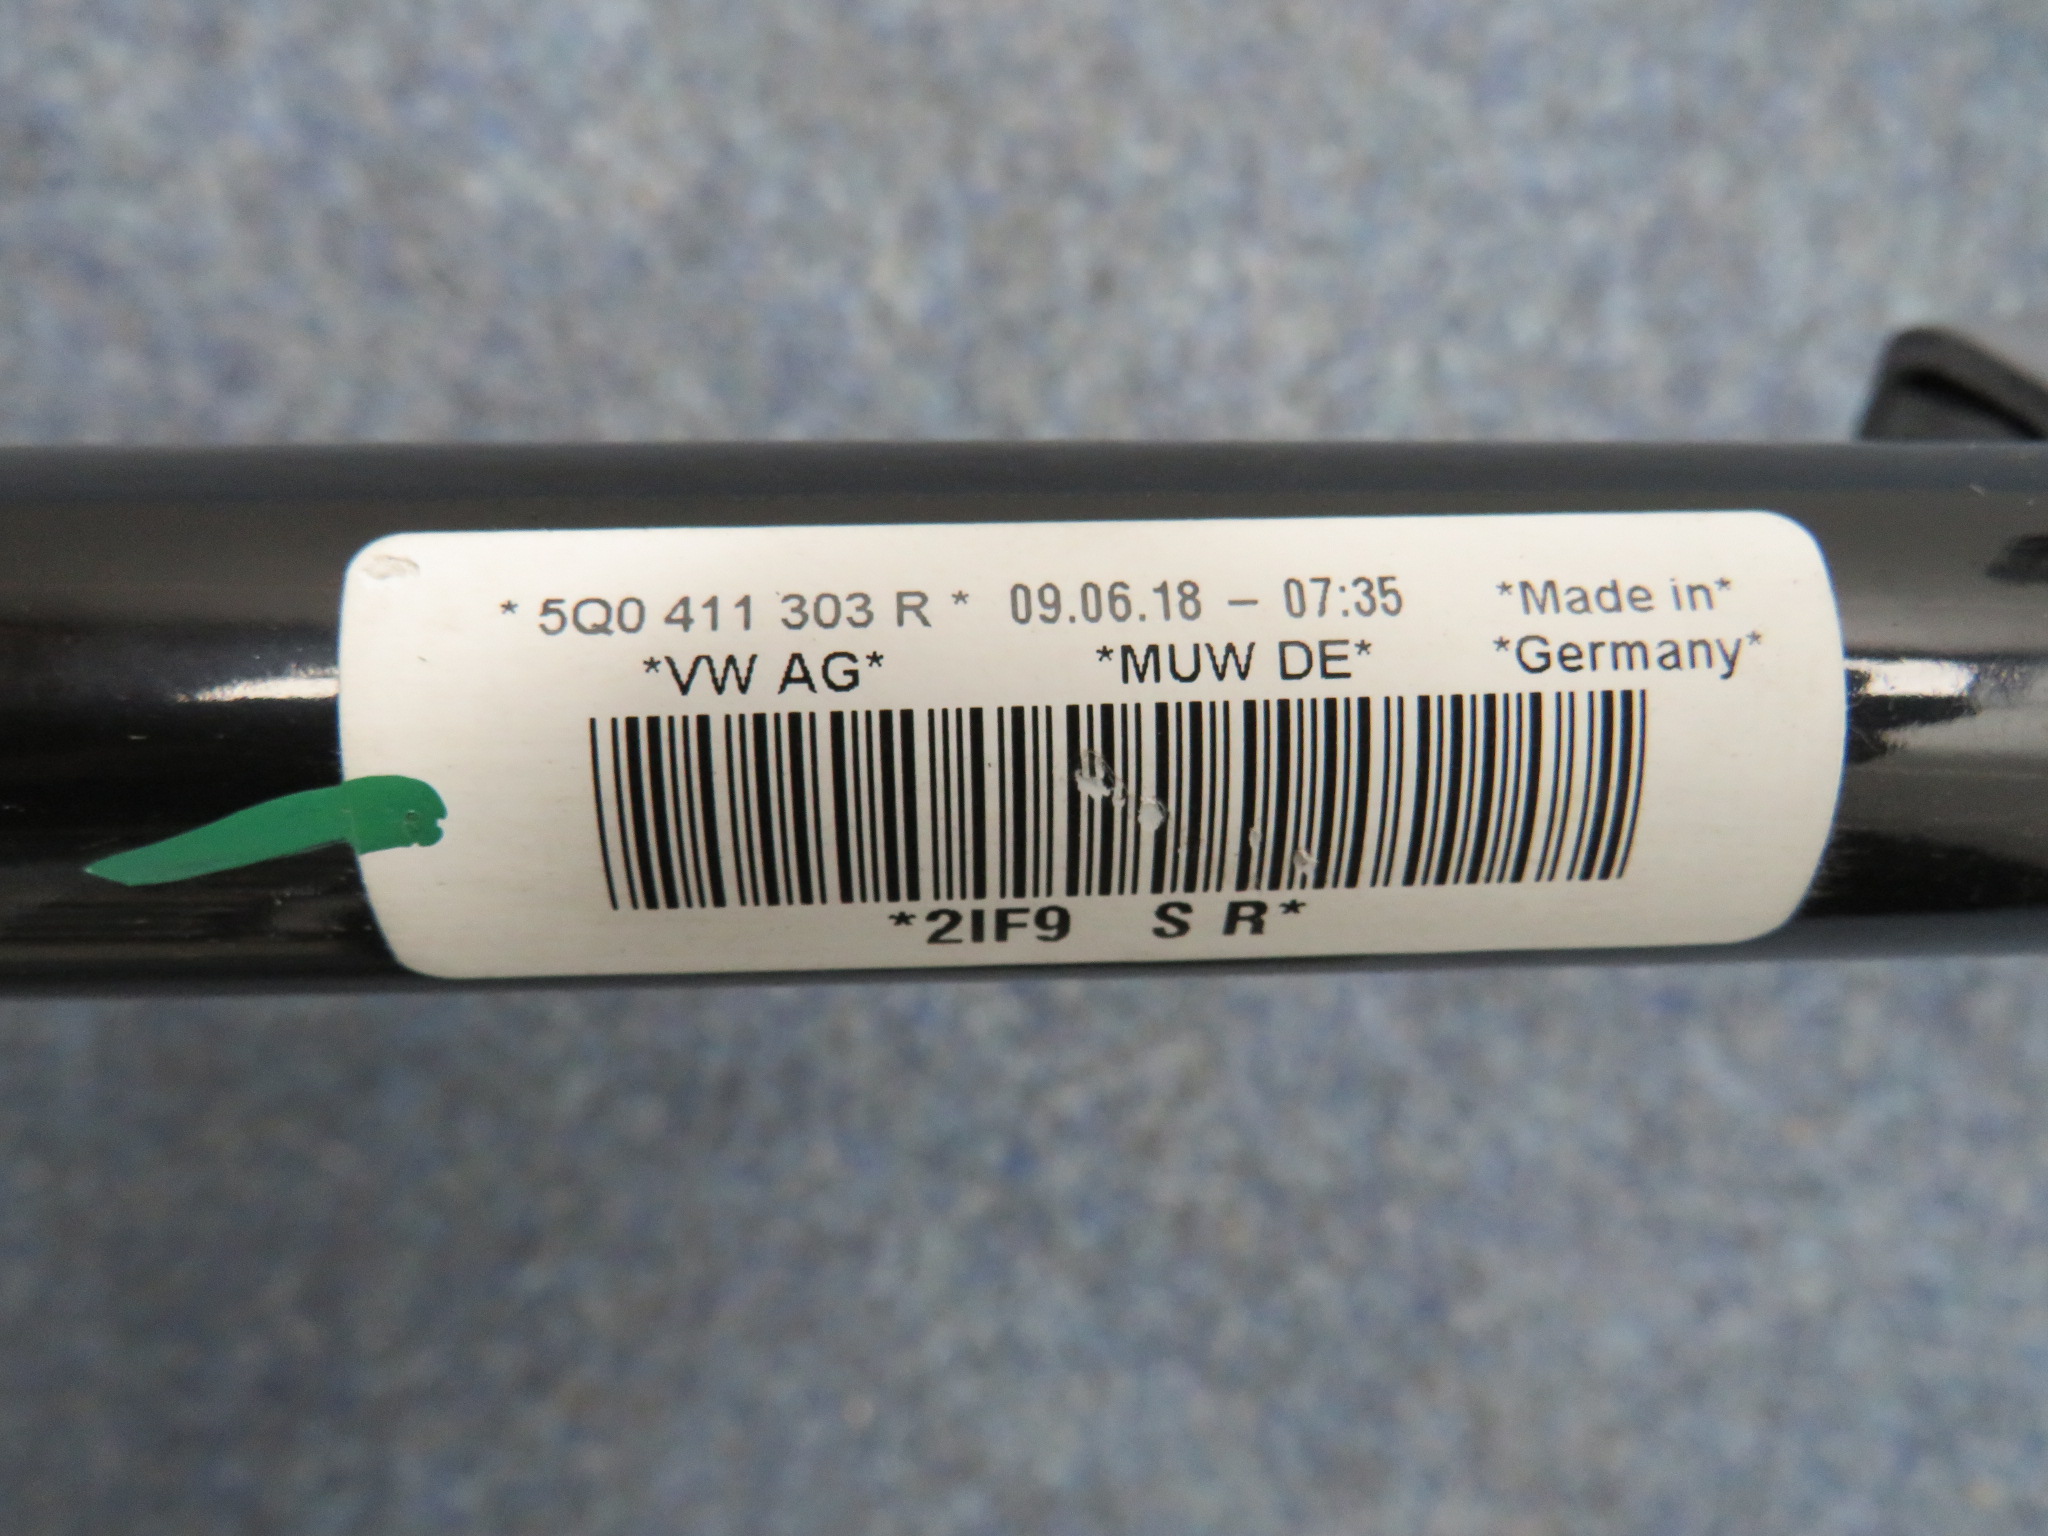 * 5Q0 411 303 R * 09.06.18 – 07:35 *Made in*
*VW AG* *MUW DE* *Germany*
*2IF9 S R*